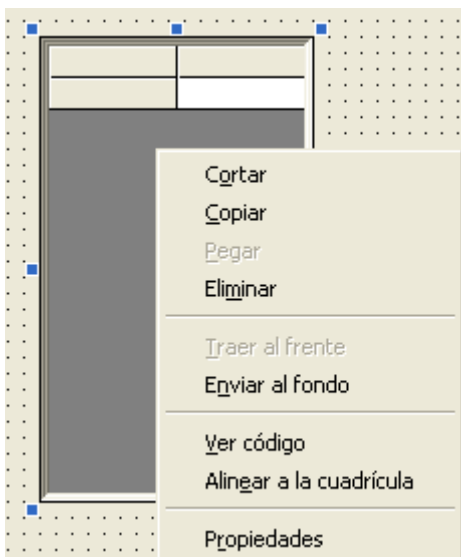 Cortar
Copiar
Pegar
Eliminar
Traer al frente
Enviar al fondo
Ver código
Alinear a la cuadrícula
Propiedades